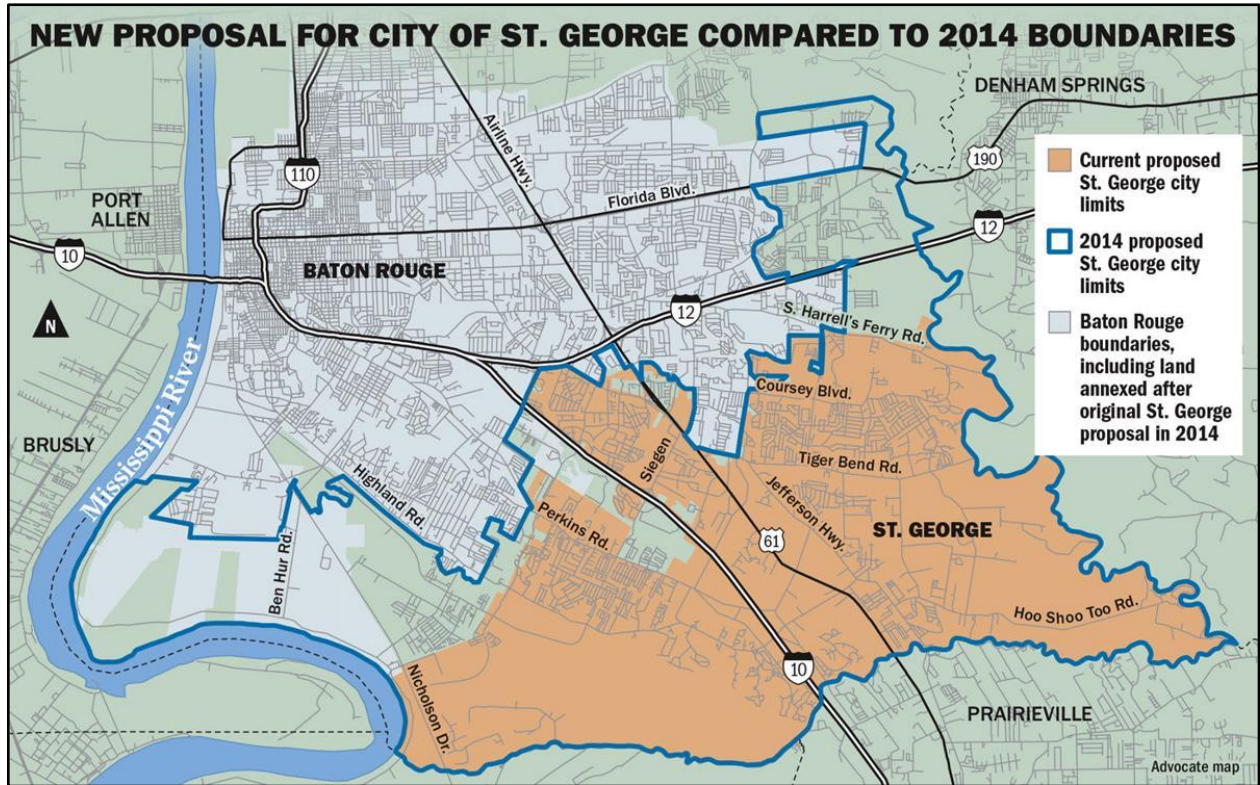 NEW PROPOSAL FOR CITY OF ST. GEORGE COMPARED TO 2014 BOUNDARIES
DENHAM SPRINGS
Airline Hwy.
190
110
PORT
ALLEN
Florida Blvd.
12
10
BATON ROUGE
12
N
S. Harrell's Ferry Rd.
Mississippi River
Coursey Blvd.
BRUSLY
Siegen
Tiger Bend Rd.
Highland Rd.
Jefferson Hwy.
Perkins Rd.
61
ST. GEORGE
Ben Hur Rd.
Hoo Shoo Too Rd.
10
Nicholson Dr.
PRAIRIEVILLE
Current proposed
St. George city
limits
2014 proposed
St. George city
limits
Baton Rouge
boundaries,
including land
annexed after
original St. George
proposal in 2014
Advocate map